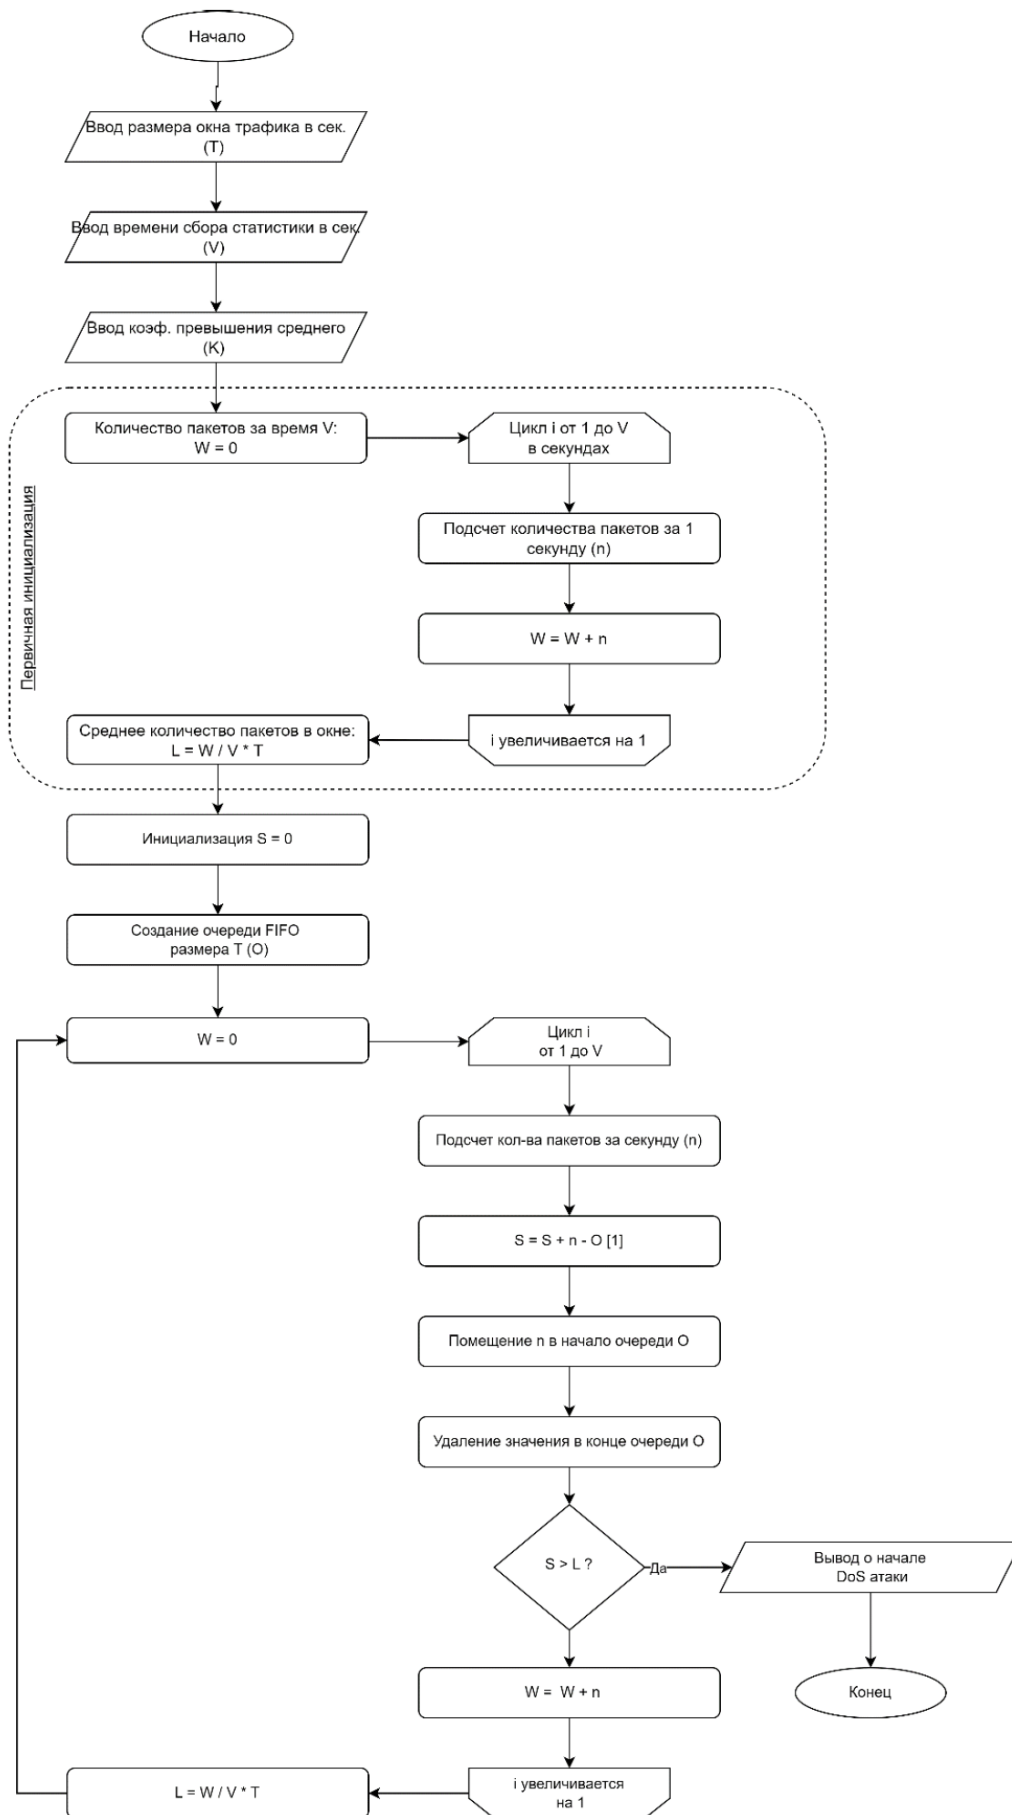 Начало
Ввод размера окна трафика в сек.
(T)
Ввод времени сбора статистики в сек.
(V)
Ввод коэф. превышения среднего
(K)
Первичная инициализация
Количество пакетов за время V:
W = 0
Цикл i от 1 до V
в секундах
Подсчет количества пакетов за 1
секунду (n)
W = W + n
i увеличивается на 1
Среднее количество пакетов в окне:
L = W / V * T
Инициализация S = 0
Создание очереди FIFO
размера T (O)
W = 0
Цикл i
от 1 до V
Подсчет кол-ва пакетов за секунду (n)
S = S + n - O [1]
Помещение n в начало очереди O
Удаление значения в конце очереди O
S > L ?
Да
Вывод о начале
DoS атаки
Конец
W = W + n
i увеличивается
на 1
L = W / V * T